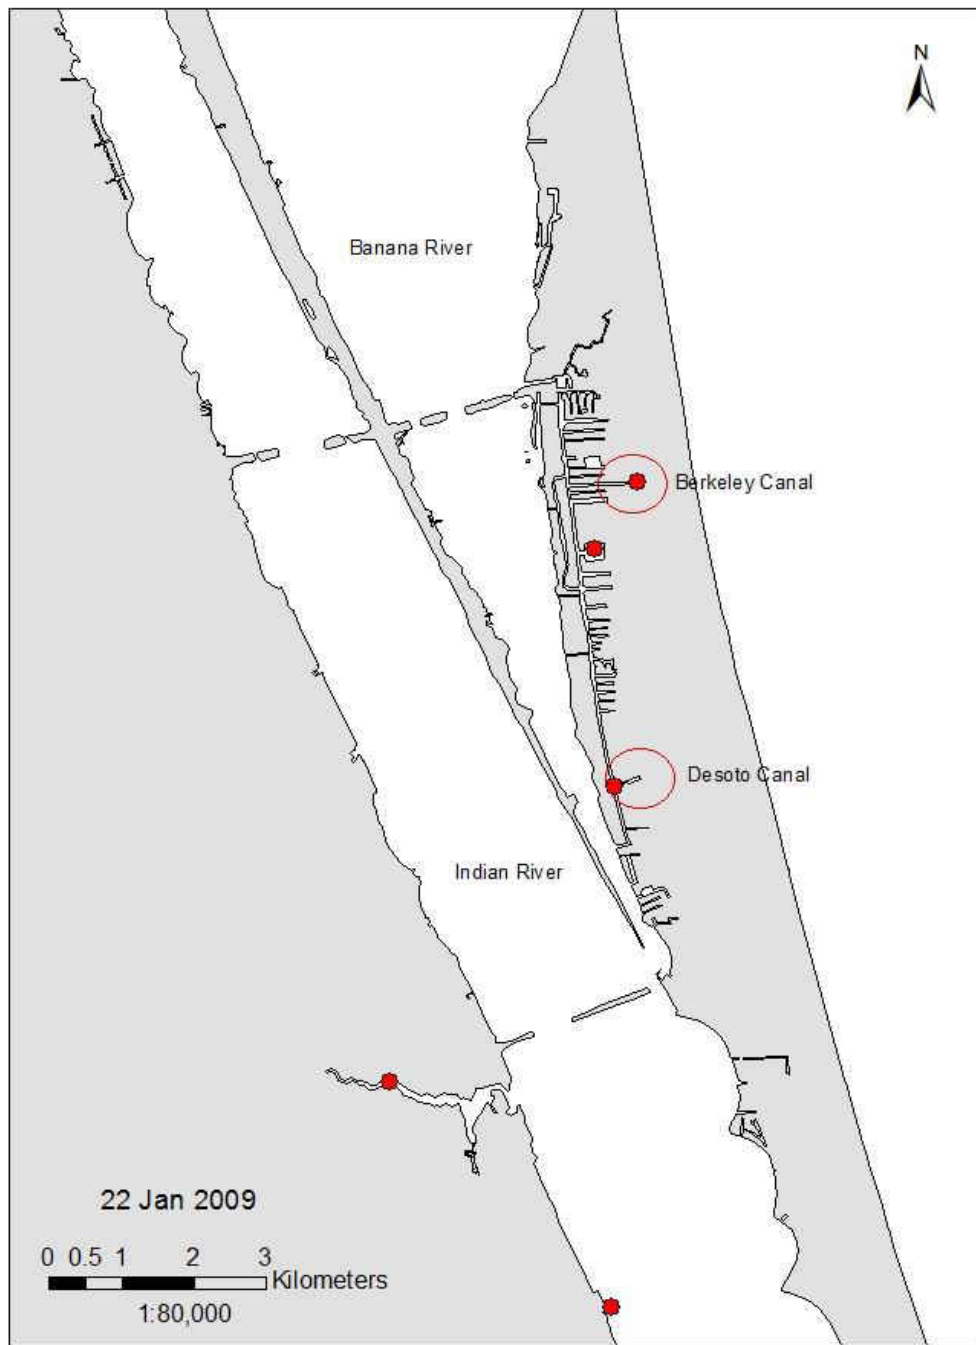 N
Banana River
Berkeley Canal
Desoto Canal
Indian River
22 Jan 2009
0 0.5 1 2 3
Kilometers
1:80,000